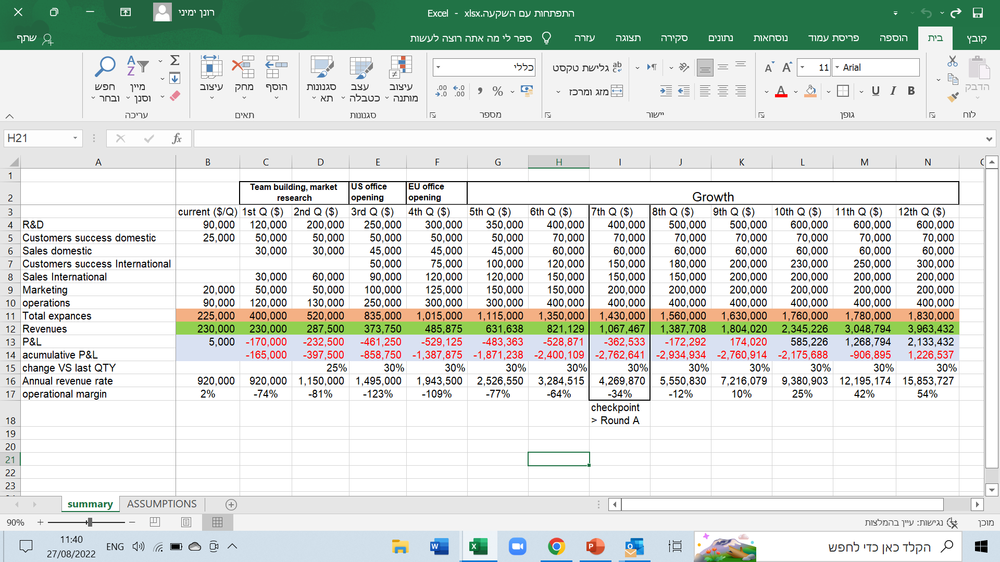 רונן ימיני
Excel - xlsx.התפתחות עם השקעה
קובץ בית הוספה פריסת עמוד נוסחאות נתונים סקירה תצוגה עזרה ספר לי מה אתה רוצה לעשות שתף
הדבק
Arial 11
B I U
גלישת טקסט
מזג ומרכז
כללי
% , .00 .0
עיצוב מותנה
עצב כטבלה
סגנונות תא
הוסף מחק עיצוב
מיין וסנן
חפש ובחר
לוח גופן יישור מספר סגנונות תאים עריכה
H21 fx
A B C D E F G H I J K L M N
1
2 Team building, market research US office opening EU office opening Growth
3 current ($/Q) 1st Q ($) 2nd Q ($) 3rd Q ($) 4th Q ($) 5th Q ($) 6th Q ($) 7th Q ($) 8th Q ($) 9th Q ($) 10th Q ($) 11th Q ($) 12th Q ($)
4 R&D 90,000 120,000 200,000 250,000 300,000 350,000 400,000 400,000 500,000 500,000 600,000 600,000 600,000
5 Customers success domestic 25,000 50,000 50,000 50,000 50,000 50,000 70,000 70,000 70,000 70,000 70,000 70,000 70,000
6 Sales domestic 30,000 30,000 45,000 45,000 45,000 60,000 60,000 60,000 60,000 60,000 60,000 60,000
7 Customers success International 50,000 75,000 100,000 120,000 150,000 180,000 200,000 230,000 250,000 300,000
8 Sales International 30,000 60,000 90,000 120,000 120,000 150,000 150,000 150,000 200,000 200,000 200,000 200,000
9 Marketing 20,000 50,000 50,000 100,000 125,000 150,000 150,000 200,000 200,000 200,000 200,000 200,000 200,000
10 operations 90,000 120,000 130,000 250,000 300,000 300,000 400,000 400,000 400,000 400,000 400,000 400,000 400,000
11 Total expances 225,000 400,000 520,000 835,000 1,015,000 1,115,000 1,350,000 1,430,000 1,560,000 1,630,000 1,760,000 1,780,000 1,830,000
12 Revenues 230,000 230,000 287,500 373,750 485,875 631,638 821,129 1,067,467 1,387,708 1,804,020 2,345,226 3,048,794 3,963,432
13 P&L 5,000 -170,000 -232,500 -461,250 -529,125 -483,363 -528,871 -362,533 -172,292 174,020 585,226 1,268,794 2,133,432
14 acumulative P&L -165,000 -397,500 -858,750 -1,387,875 -1,871,238 -2,400,109 -2,762,641 -2,934,934 -2,760,914 -2,175,688 -906,895 1,226,537
15 change VS last QTY 25% 30% 30% 30% 30% 30% 30% 30% 30% 30% 30%
16 Annual revenue rate 920,000 920,000 1,150,000 1,495,000 1,943,500 2,526,550 3,284,515 4,269,870 5,550,830 7,216,079 9,380,903 12,195,174 15,853,727
17 operational margin 2% -74% -81% -123% -109% -77% -64% -34% -12% 10% 25% 42% 54%
18 checkpoint > Round A
19
20
21
22
23
summary ASSUMPTIONS
90%
נגישות: עיין בהמלצות
מוכן
11:40
27/08/2022
ENG
הקלד כאן כדי לחפש